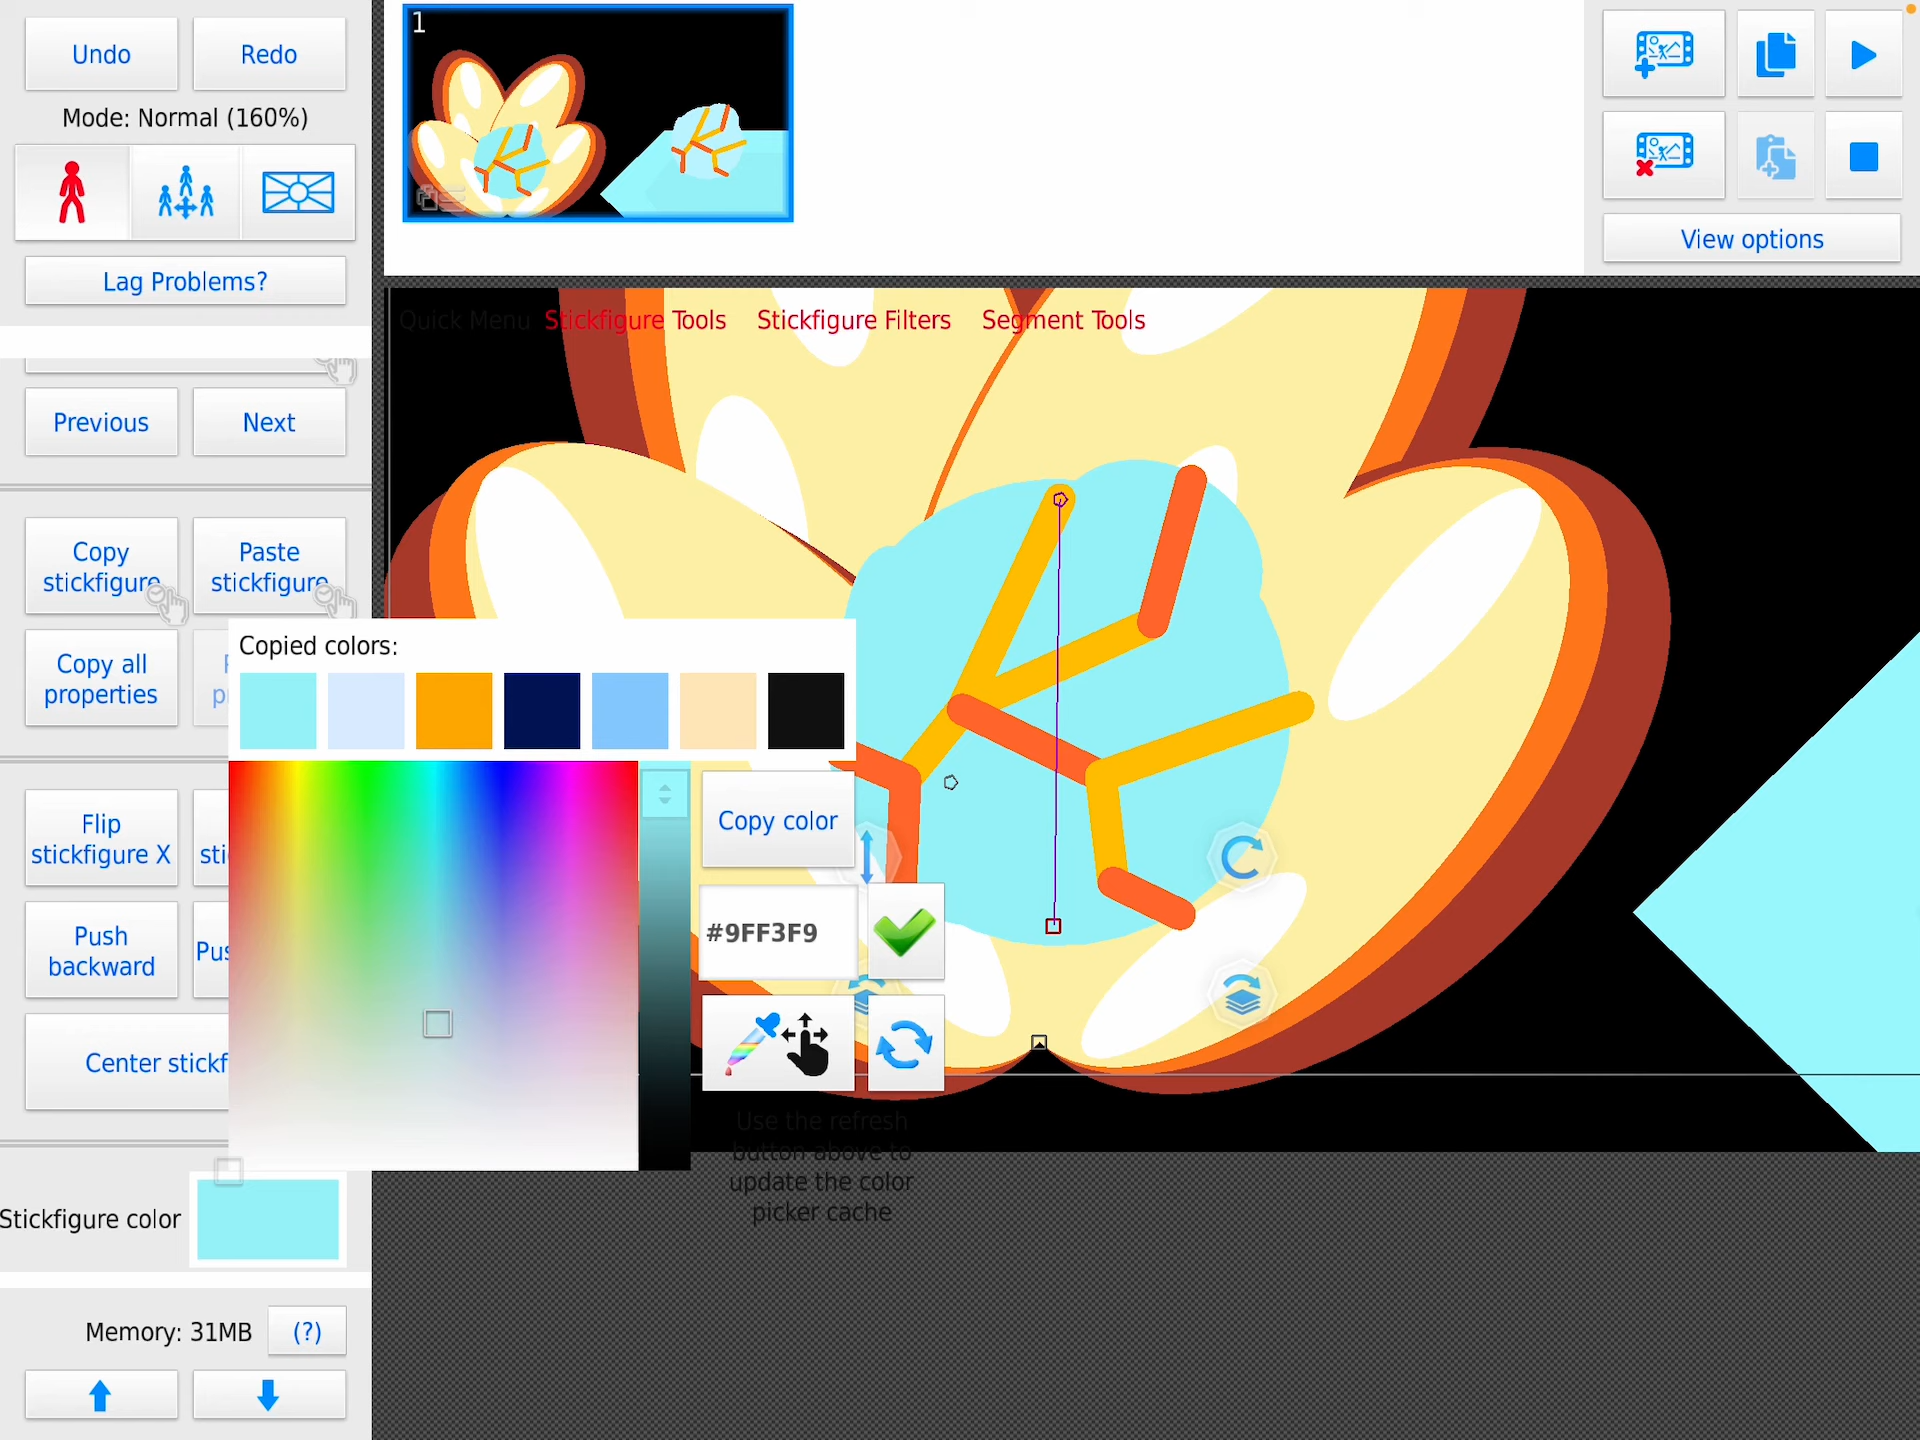 Undo
Redo
Mode: Normal (160%)
Lag Problems?
1
View options
Quick Menu
Stickfigure Tools
Stickfigure Filters
Segment Tools
Previous
Next
Copy
stickfigure
Paste
stickfigure
Copy all
properties
Copied colors:
Flip
stickfigure X
Copy color
#9FF3F9
Push
backward
Center stickf
Use the refresh
button above to
update the color
picker cache
Stickfigure color
Memory: 31MB
(?)